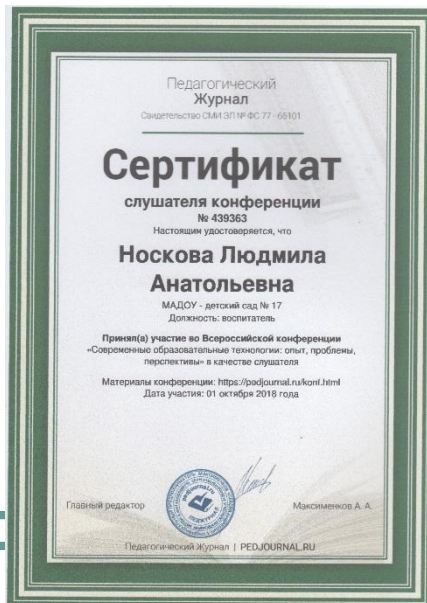 Педагогический
Журнал
Свидетельство СМИ ЭЛ № ФС 77 - 65101
Сертификат
слушателя конференции
№ 439363
Настоящим удостоверяется, что
Носкова Людмила
Анатольевна
МАДОУ - детский сад № 17
Должность: воспитатель
Принял(а) участие во Всероссийской конференции
«Современные образовательные технологии: опыт, проблемы,
перспективы» в качестве слушателя
Материалы конференции: https://pedjournal.ru/konf.html
Дата участия: 01 октября 2018 года
pedjournal.ru
Главный редактор
Максименков А. А.
Педагогический Журнал | PEDJOURNAL.RU